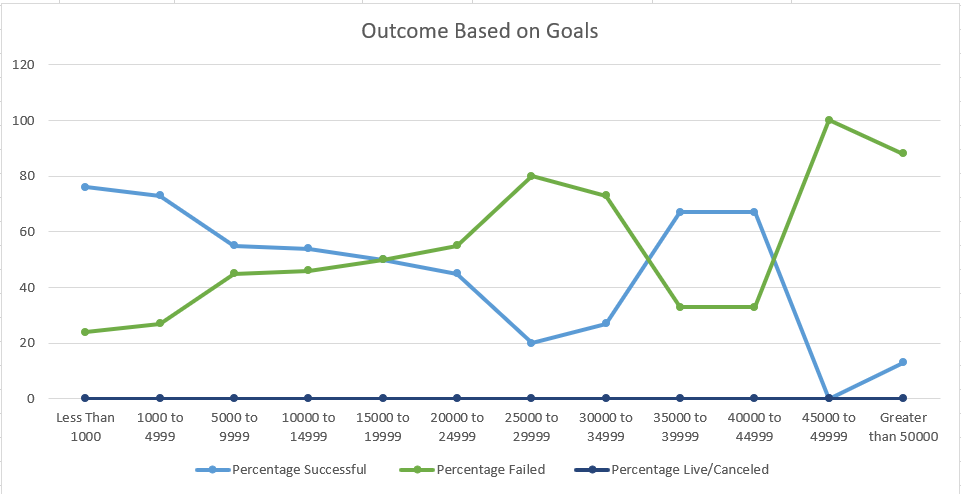 Outcome Based on Goals
120
100
80
60
40
20
0
Less Than 1000 to 5000 to 10000 to 15000 to 20000 to 25000 to 30000 to 35000 to 40000 to 45000 to Greater
1000 4999 9999 14999 19999 24999 29999 34999 39999 44999 49999 than 50000
Percentage Successful Percentage Failed Percentage Live/Canceled